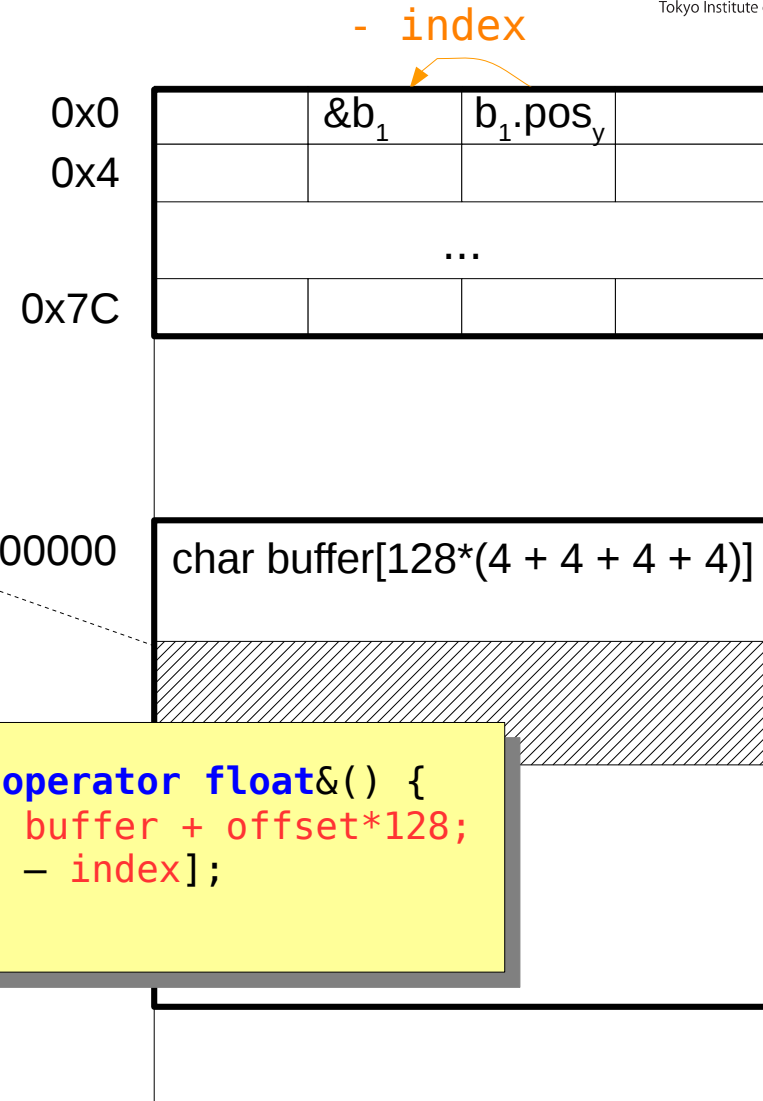 Tokyo Institute
- index
0x0 &b₁ b₁.posᵧ
0x4
...
0x7C
00000 char buffer[128*(4 + 4 + 4 + 4)]
operator float&() {
buffer + offset*128;
– index];